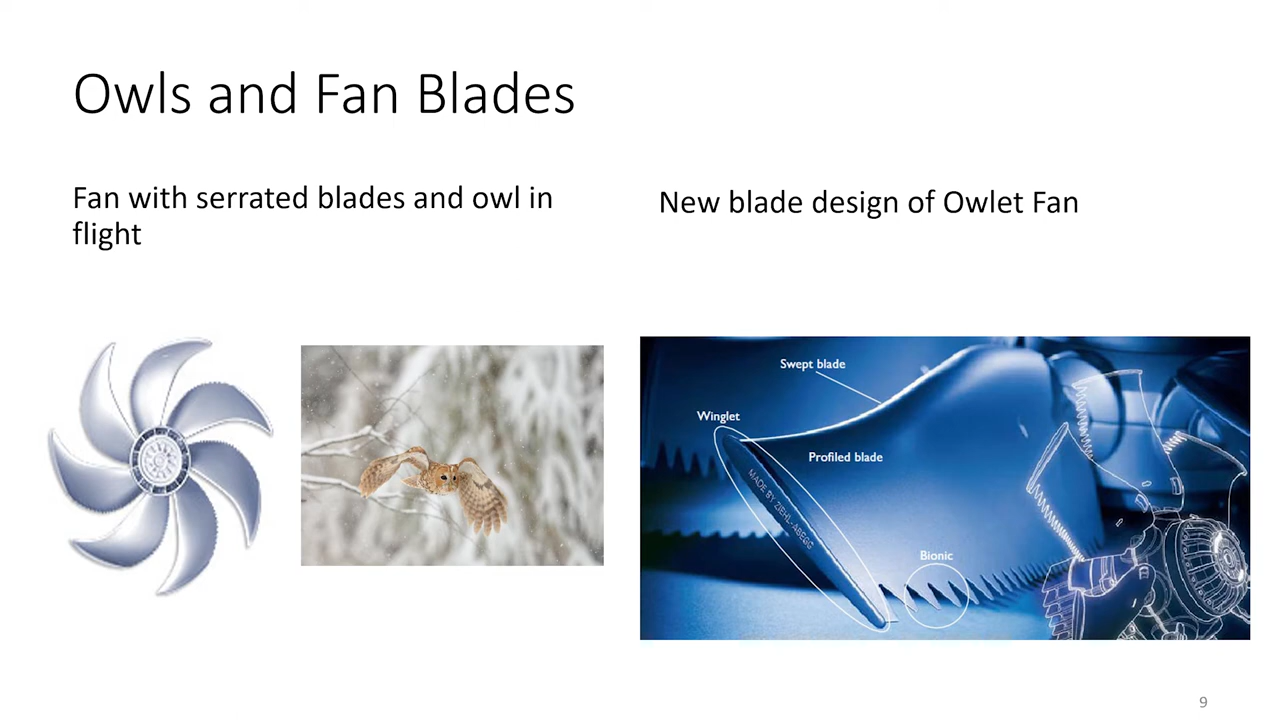 Owls and Fan Blades
Fan with serrated blades and owl in
flight
New blade design of Owlet Fan
Swept blade
Winglet
Profiled blade
MADE BY ZIEHL-ABEGG
Bionic
9